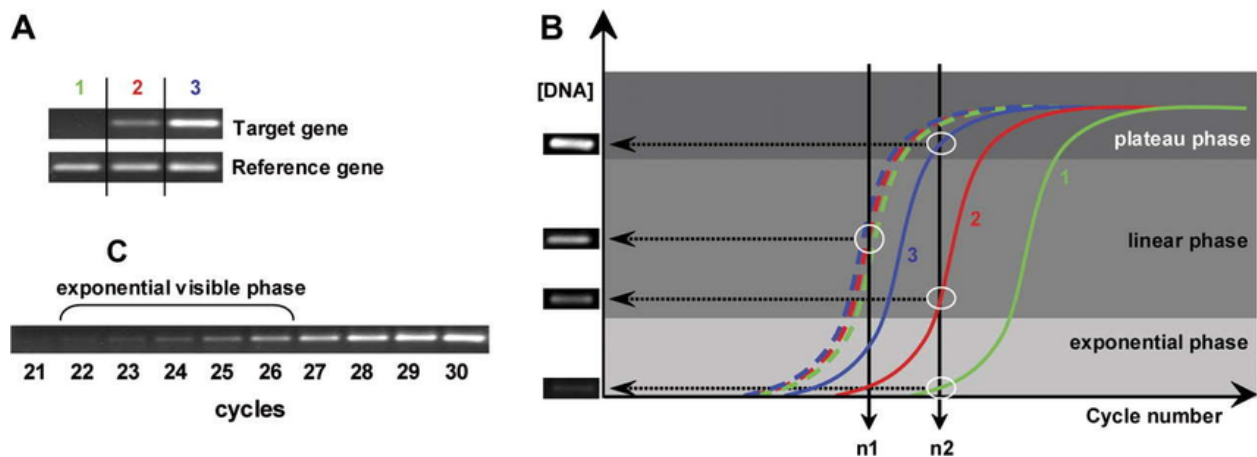 A
1 2 3
Target gene
Reference gene
C
exponential visible phase
21 22 23 24 25 26 27 28 29 30
cycles
B
[DNA]
plateau phase
1
2
linear phase
3
exponential phase
Cycle number
n1 n2